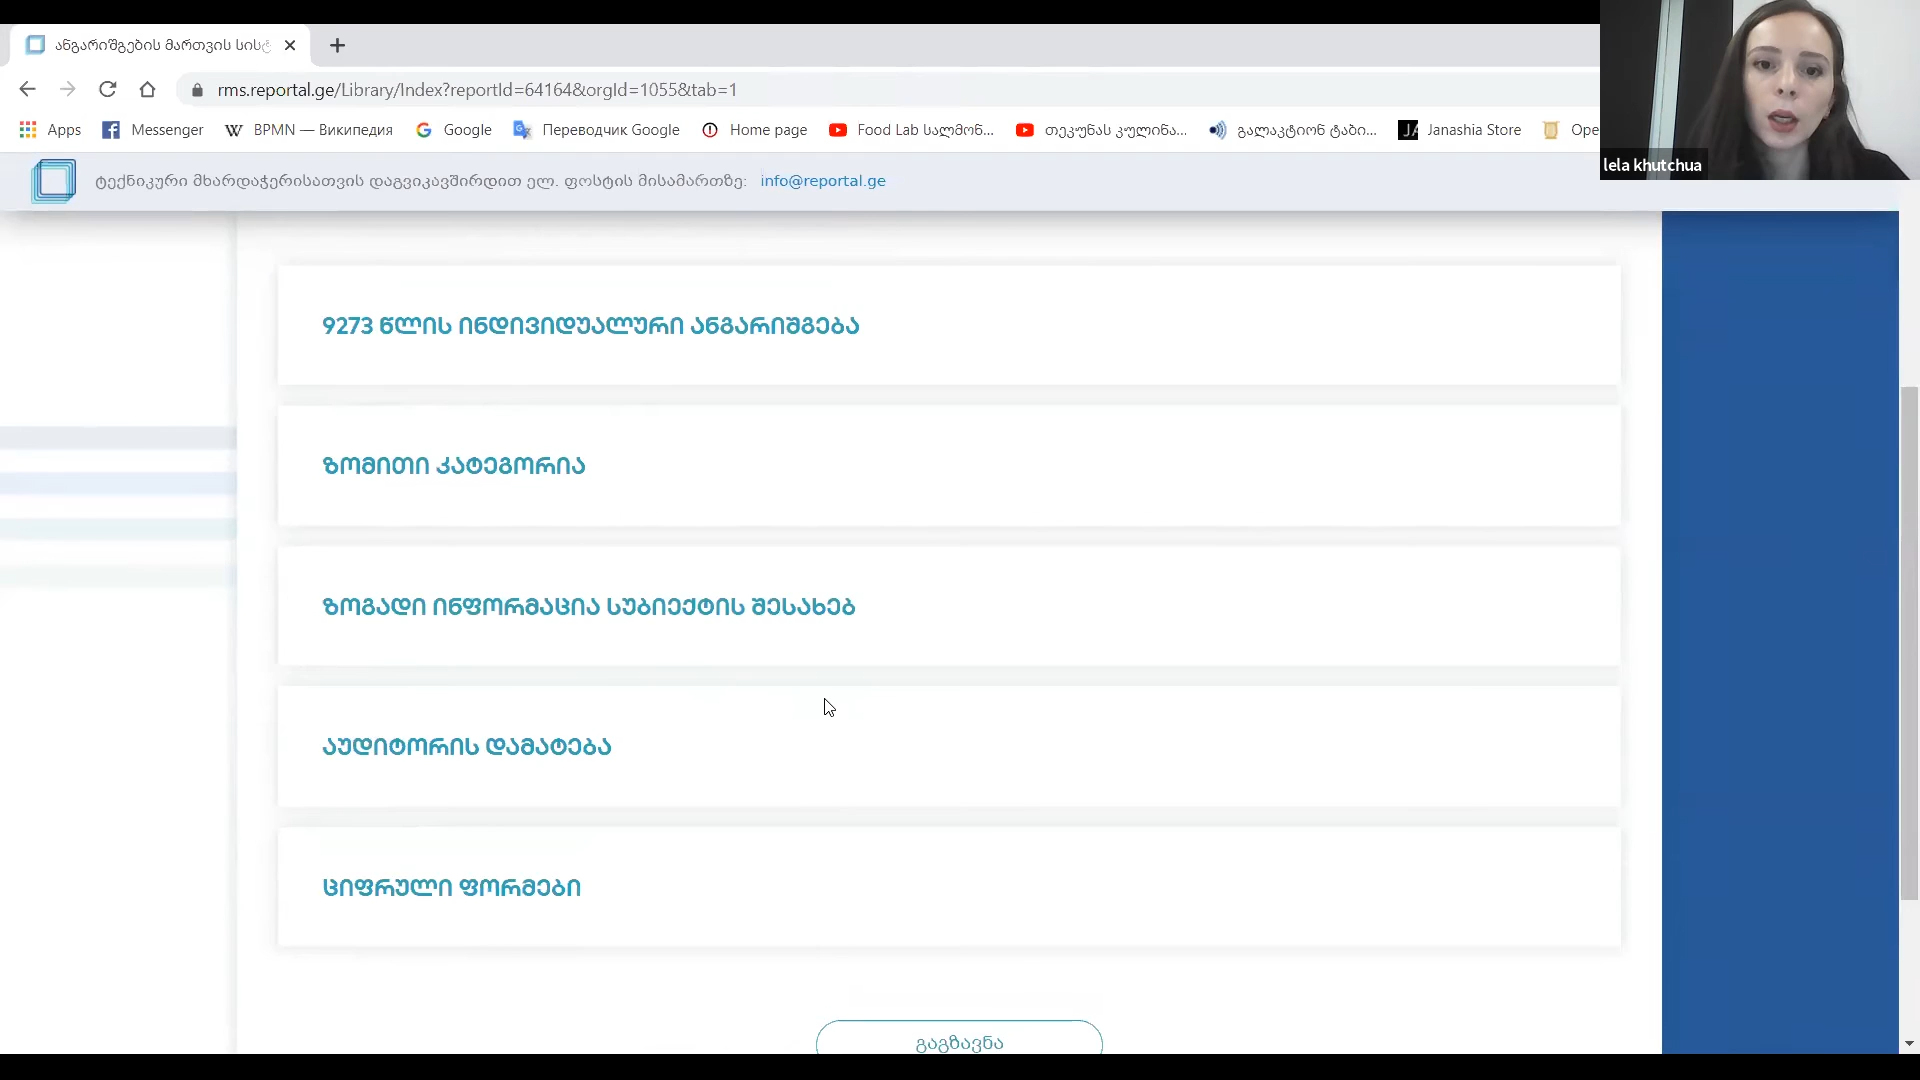 ანგარიშგების მართვის სისტ
rms.reportal.ge/Library/Index?reportId=64164&orgId=1055&tab=1
Apps Messenger BPMN — Википедия Google Переводчик Google Home page Food Lab სალმონ... თეკუნას კულინა... გალაკტიონ ტაბი... Janashia Store Ope
lela khutchua
ტექნიკური მხარდაჭერისათვის დაგვიკავშირდით ელ. ფოსტის მისამართზე: info@reportal.ge
9273 წლის ინდივიდუალური ანგარიშგება
ზომითი კატეგორია
ზოგადი ინფორმაცია სუბიექტის შესახებ
აუდიტორის დამატება
ციფრული ფორმები
გაგზავნა